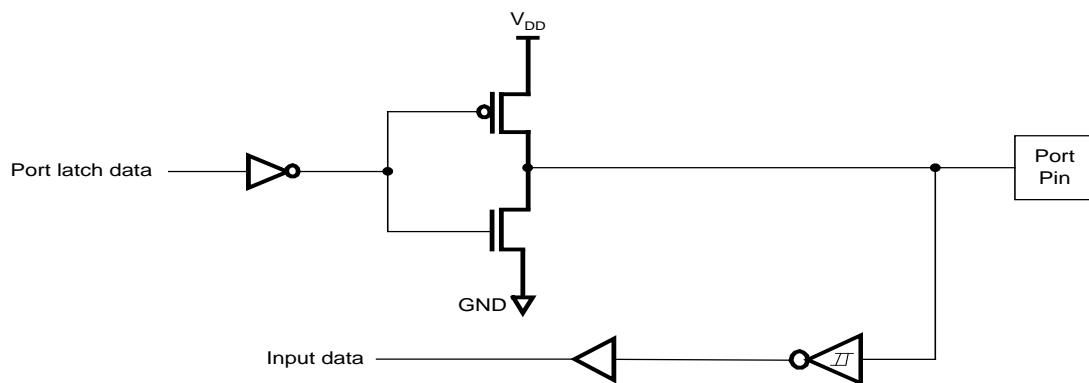 V_DD
Port latch data
Port
Pin
GND
Input data